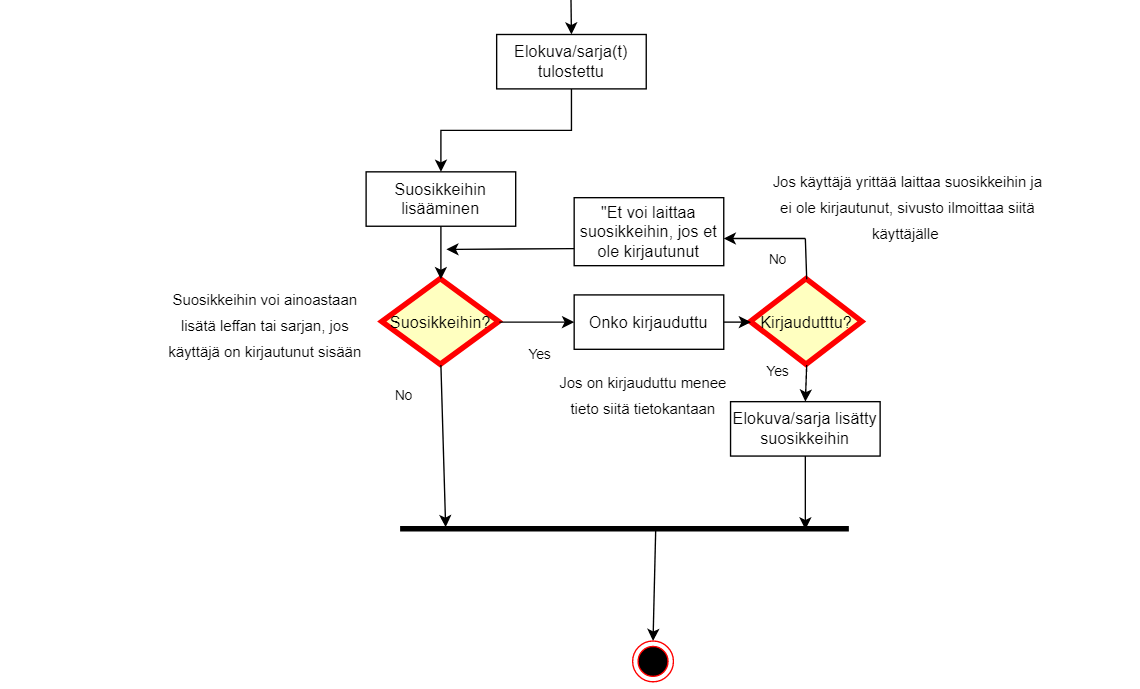 Elokuva/sarja(t)
tulostettu
Suosikkeihin
lisääminen
"Et voi laittaa
suosikkeihin, jos et
ole kirjautunut
Jos käyttäjä yrittää laittaa suosikkeihin ja
ei ole kirjautunut, sivusto ilmoittaa siitä
käyttäjälle
No
Suosikkeihin voi ainoastaan
lisätä leffan tai sarjan, jos
käyttäjä on kirjautunut sisään
Suosikkeihin?
Yes
Onko kirjauduttu
Kirjaudutttu?
No
Jos on kirjauduttu menee
tieto siitä tietokantaan
Yes
Elokuva/sarja lisätty
suosikkeihin